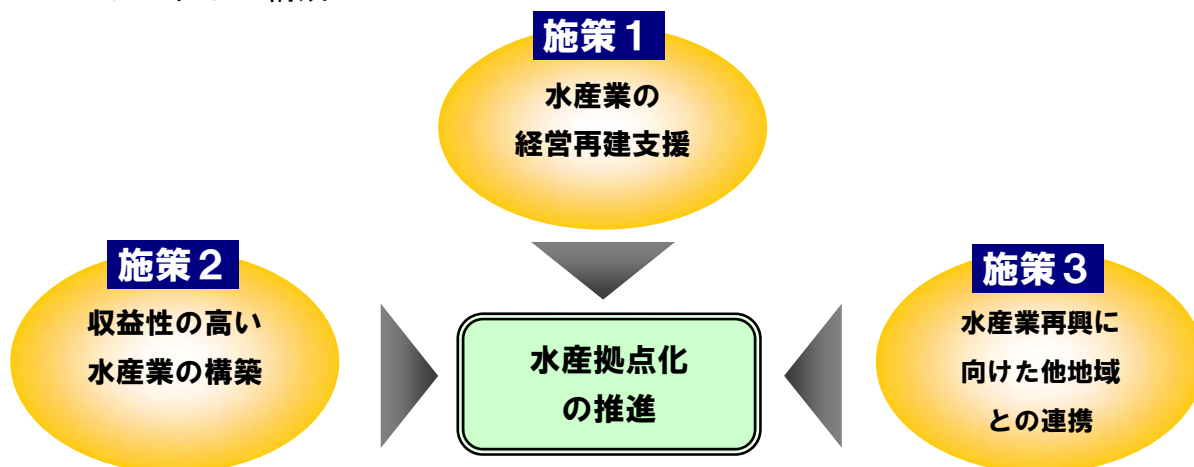 施策１
水産業の
経営再建支援
施策２
収益性の高い
水産業の構築
水産拠点化
の推進
施策３
水産業再興に
向けた他地域
との連携